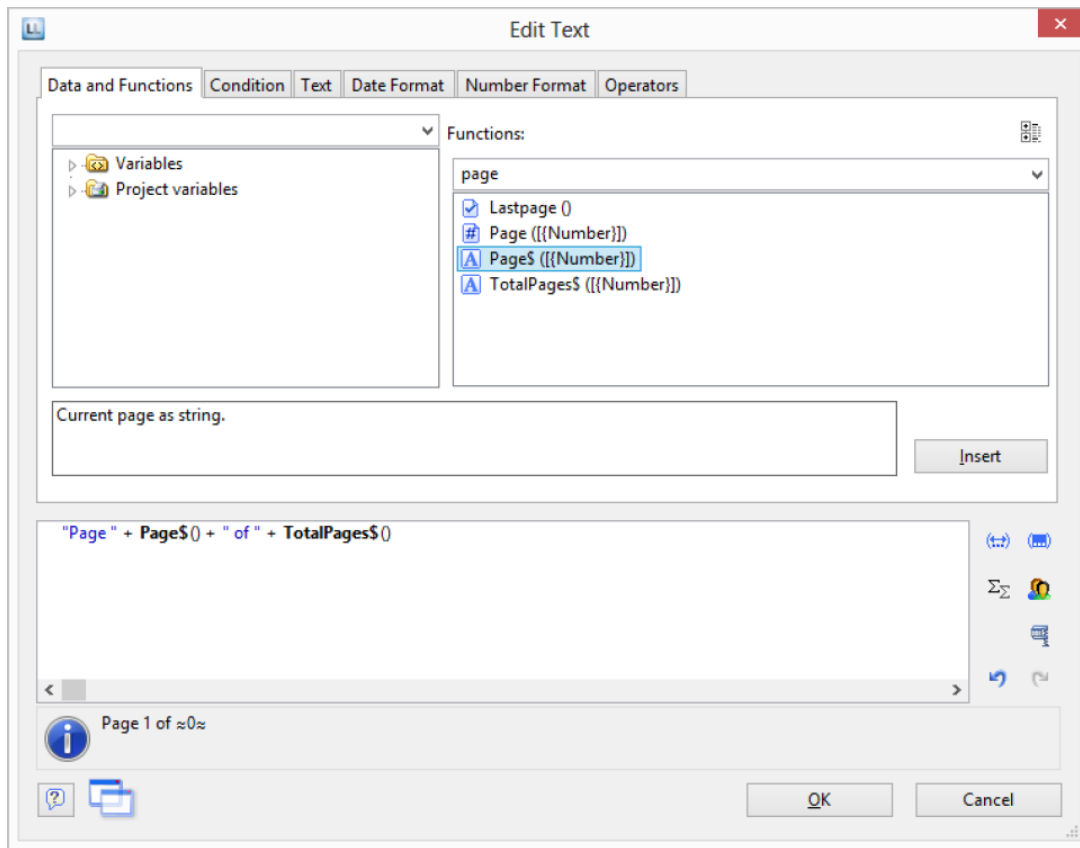 LL
Edit Text
Data and Functions Condition Text Date Format Number Format Operators
Functions:
Variables
Project variables
page
Lastpage ()
Page ([{Number}])
Page$ ([{Number}])
TotalPages$ ([{Number}])
Current page as string.
Insert
"Page " + Page$() + " of " + TotalPages$()
Page 1 of ≈0≈
OK Cancel